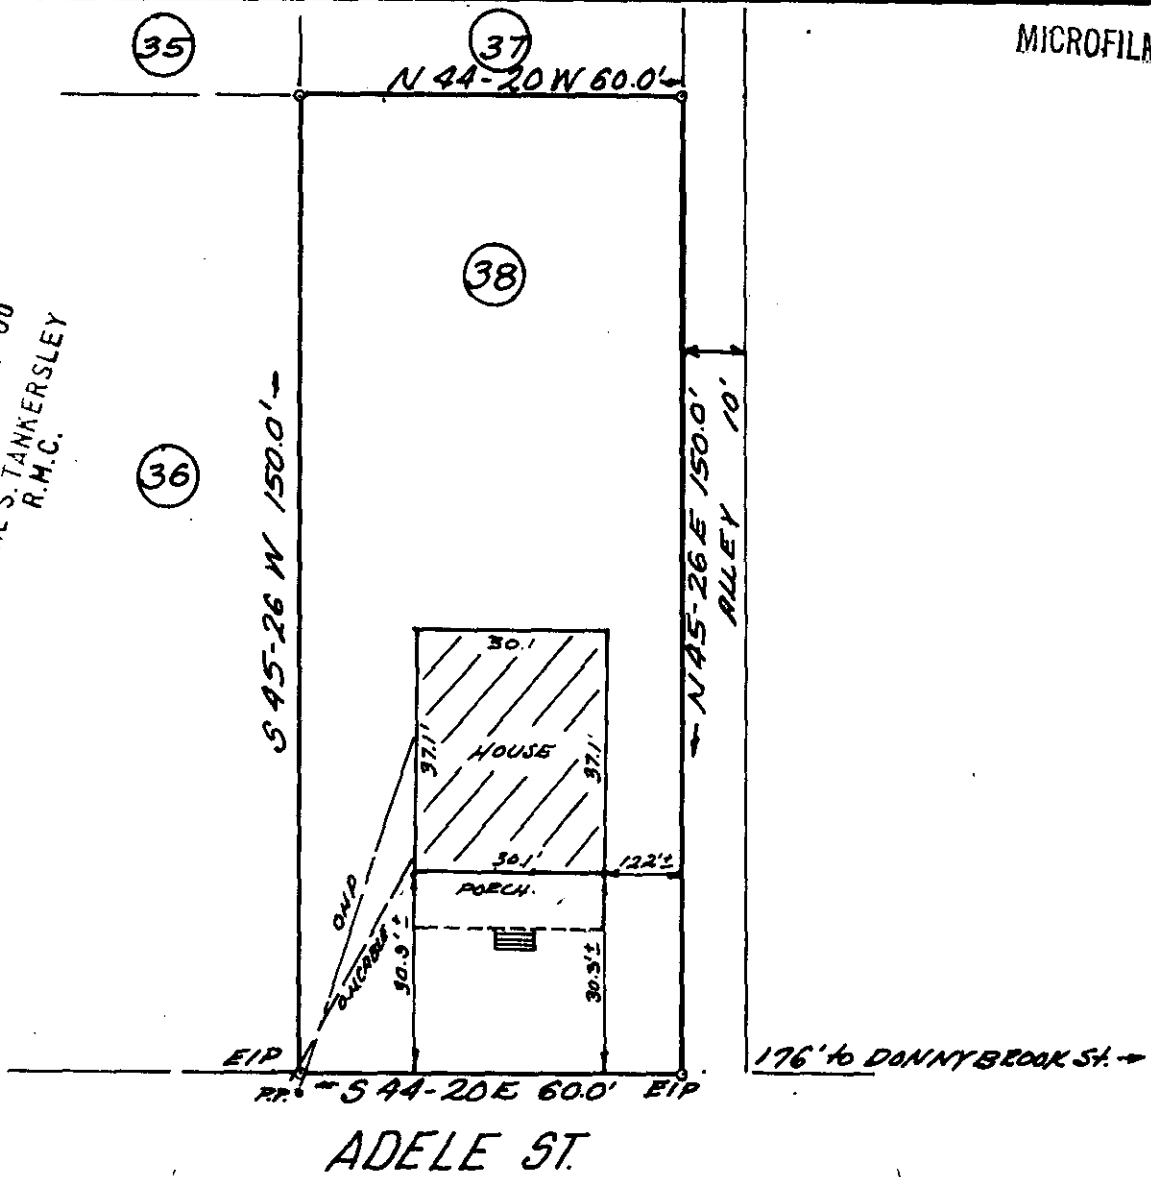 35
37
MICROFILM
N 44-20 W 60.0'
38
S. TANKERSLEY
R.M.C.
36
S 45-26 W 150.0'
N 45-26 E 150.0'
ALLEY 10'
30.1
37.1'
HOUSE
37.1'
30.1'
12.2'±
PORCH.
OHP
OHCABLE
30.9'±
30.9'±
EIP
176' to DONNYBROOK St.
P.P.
S 44-20 E 60.0'
EIP
ADELE ST.